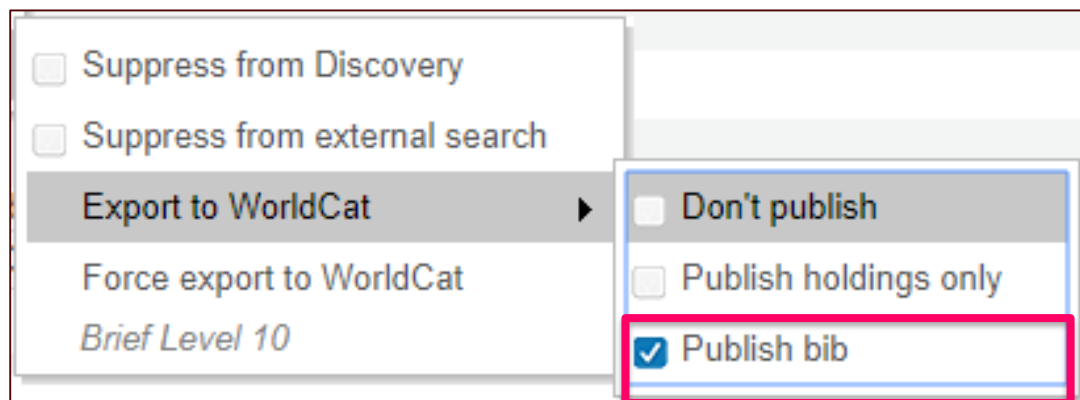 Suppress from Discovery
Suppress from external search
Export to WorldCat
Force export to WorldCat
Brief Level 10
Don't publish
Publish holdings only
Publish bib